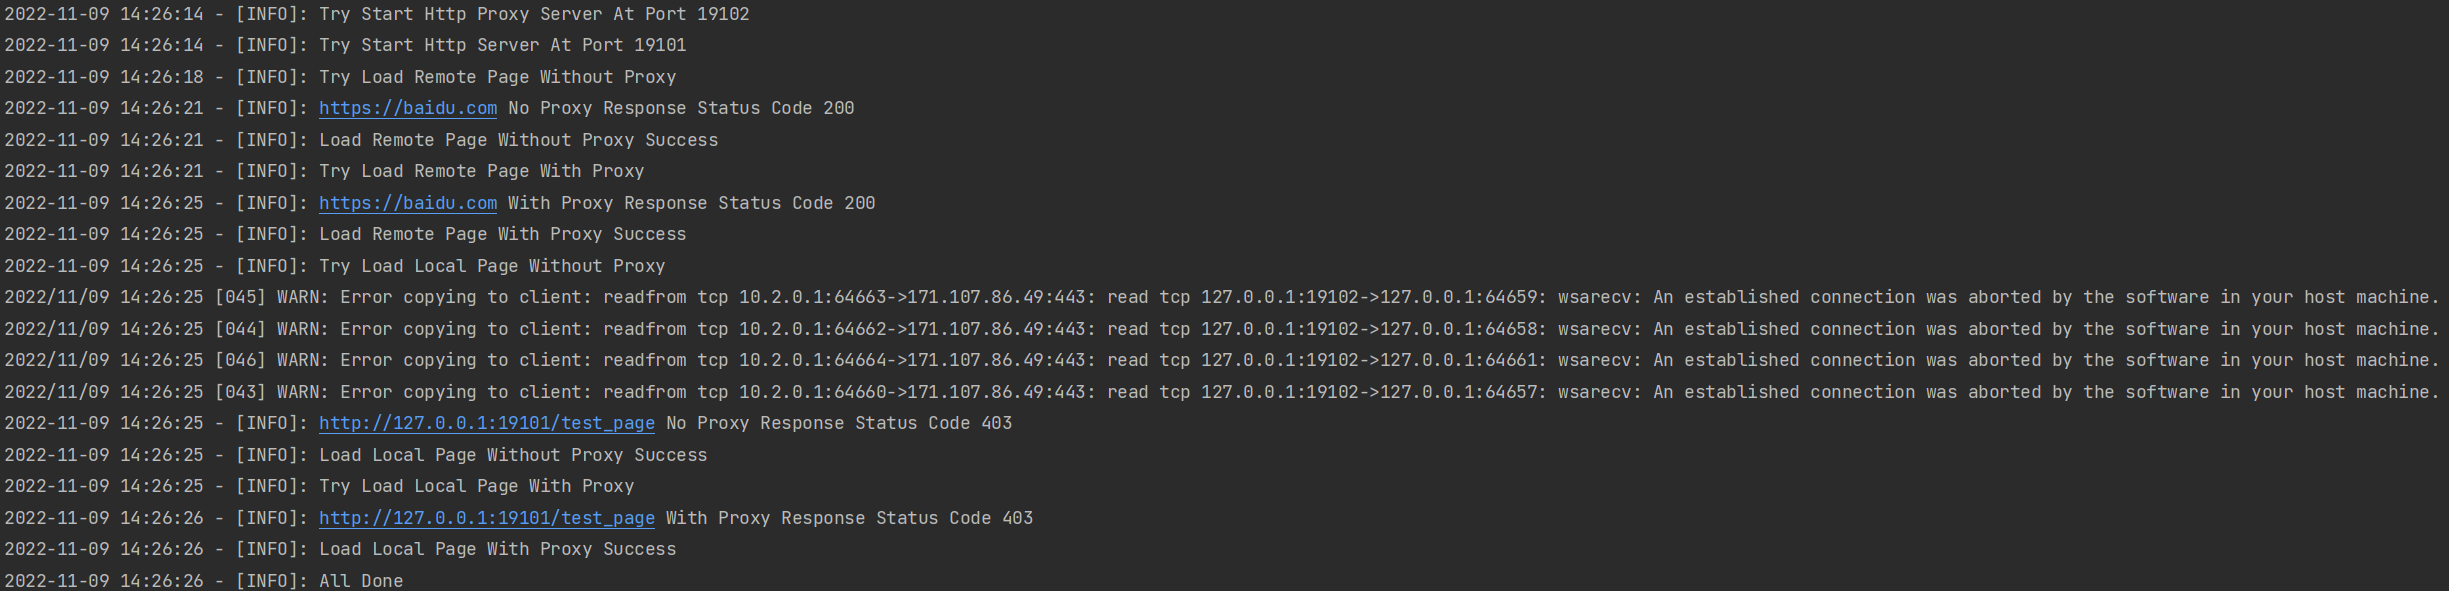 2022-11-09 14:26:14 - [INFO]: Try Start Http Proxy Server At Port 19102
2022-11-09 14:26:14 - [INFO]: Try Start Http Server At Port 19101
2022-11-09 14:26:18 - [INFO]: Try Load Remote Page Without Proxy
2022-11-09 14:26:21 - [INFO]: https://baidu.com No Proxy Response Status Code 200
2022-11-09 14:26:21 - [INFO]: Load Remote Page Without Proxy Success
2022-11-09 14:26:21 - [INFO]: Try Load Remote Page With Proxy
2022-11-09 14:26:25 - [INFO]: https://baidu.com With Proxy Response Status Code 200
2022-11-09 14:26:25 - [INFO]: Load Remote Page With Proxy Success
2022-11-09 14:26:25 - [INFO]: Try Load Local Page Without Proxy
2022/11/09 14:26:25 [045] WARN: Error copying to client: readfrom tcp 10.2.0.1:64663->171.107.86.49:443: read tcp 127.0.0.1:19102->127.0.0.1:64659: wsarecv: An established connection was aborted by the software in your host machine.
2022/11/09 14:26:25 [044] WARN: Error copying to client: readfrom tcp 10.2.0.1:64662->171.107.86.49:443: read tcp 127.0.0.1:19102->127.0.0.1:64658: wsarecv: An established connection was aborted by the software in your host machine.
2022/11/09 14:26:25 [046] WARN: Error copying to client: readfrom tcp 10.2.0.1:64664->171.107.86.49:443: read tcp 127.0.0.1:19102->127.0.0.1:64661: wsarecv: An established connection was aborted by the software in your host machine.
2022/11/09 14:26:25 [043] WARN: Error copying to client: readfrom tcp 10.2.0.1:64660->171.107.86.49:443: read tcp 127.0.0.1:19102->127.0.0.1:64657: wsarecv: An established connection was aborted by the software in your host machine.
2022-11-09 14:26:25 - [INFO]: http://127.0.0.1:19101/test_page No Proxy Response Status Code 403
2022-11-09 14:26:25 - [INFO]: Load Local Page Without Proxy Success
2022-11-09 14:26:25 - [INFO]: Try Load Local Page With Proxy
2022-11-09 14:26:26 - [INFO]: http://127.0.0.1:19101/test_page With Proxy Response Status Code 403
2022-11-09 14:26:26 - [INFO]: Load Local Page With Proxy Success
2022-11-09 14:26:26 - [INFO]: All Done